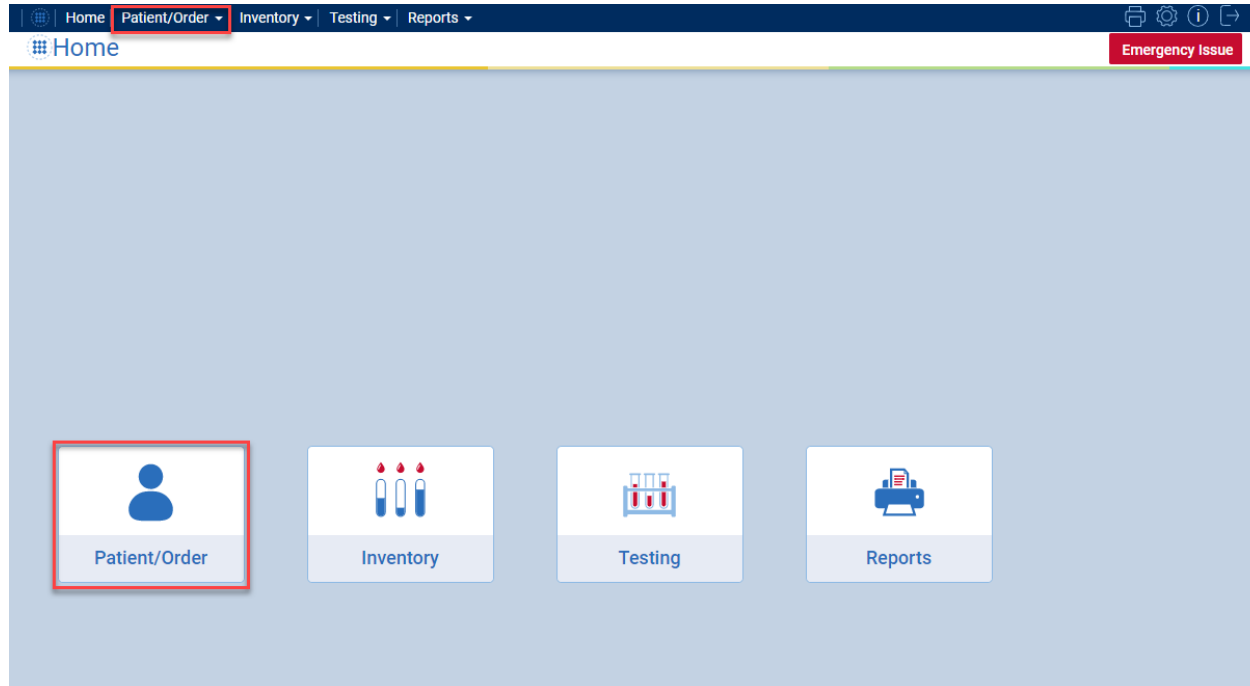 Home Patient/Order Inventory Testing Reports
Home
Emergency Issue
Patient/Order Inventory Testing Reports